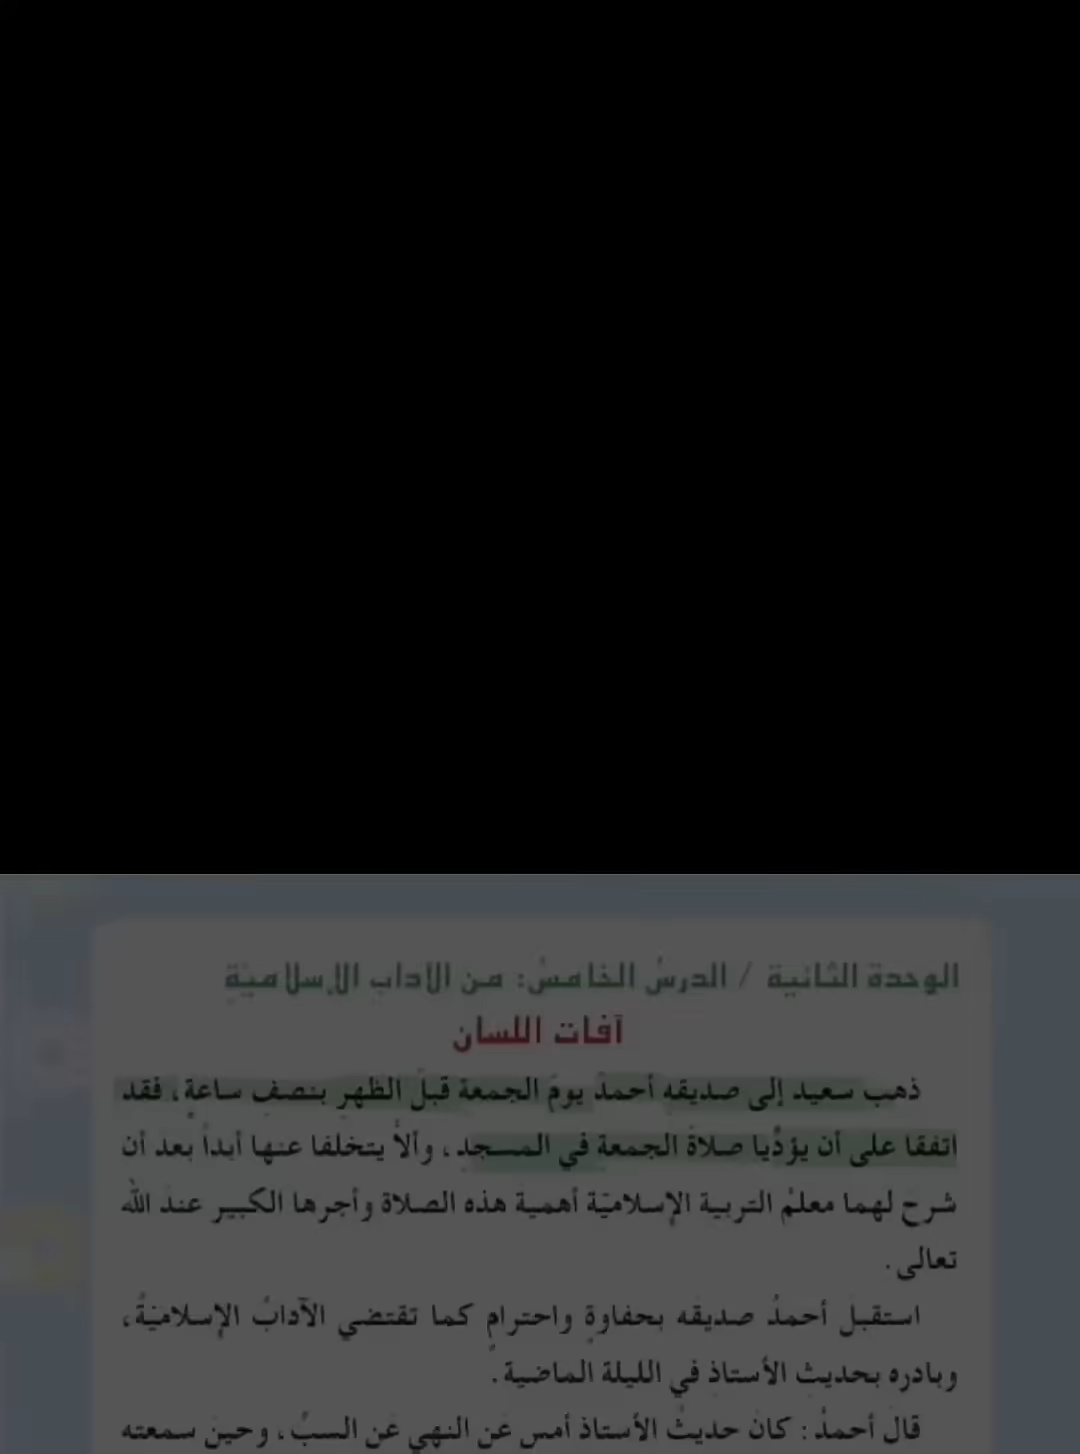 الوحدة الثانية / الدرسُ الخامسُ: من الآداب الإسلاميّة
آفات اللسان
ذهب سعيد إلى صديقه أحمدَ يومَ الجمعة قبلَ الظهرِ بنصف ساعةٍ، فقد
اتفقا على أن يؤدِّيا صلاةَ الجمعة في المسجد، وألاَّ يتخلفا عنها أبداً بعد أن
شرح لهما معلمُ التربية الإسلاميّة أهمية هذه الصلاة وأجرها الكبير عند الله
تعالى.
استقبل أحمدُ صديقه بحفاوةٍ واحترامٍ كما تقتضي الآدابُ الإسلاميّةُ،
وبادره بحديث الأستاذ في الليلة الماضية.
قال أحمدُ: كان حديثُ الأستاذ أمس عن النهي عن السبِّ، وحين سمعته